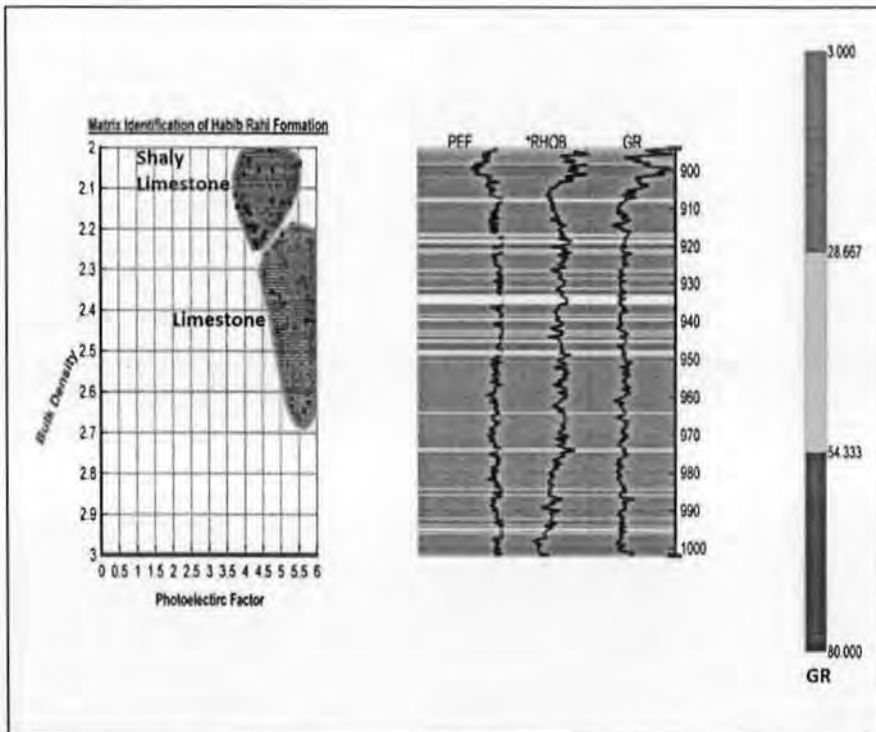 Matrix Identification of Habib Rahi Formation
Shaly
Limestone
Limestone
Bulk Density
2
2.1
2.2
2.3
2.4
2.5
2.6
2.7
2.8
2.9
3
0 0.5 1 1.5 2 2.5 3 3.5 4 4.5 5 5.5 6
Photoelectirc Factor
PEF *RHOB GR
900
910
920
930
940
950
960
970
980
990
1000
3.000
28.667
54.333
80.000
GR